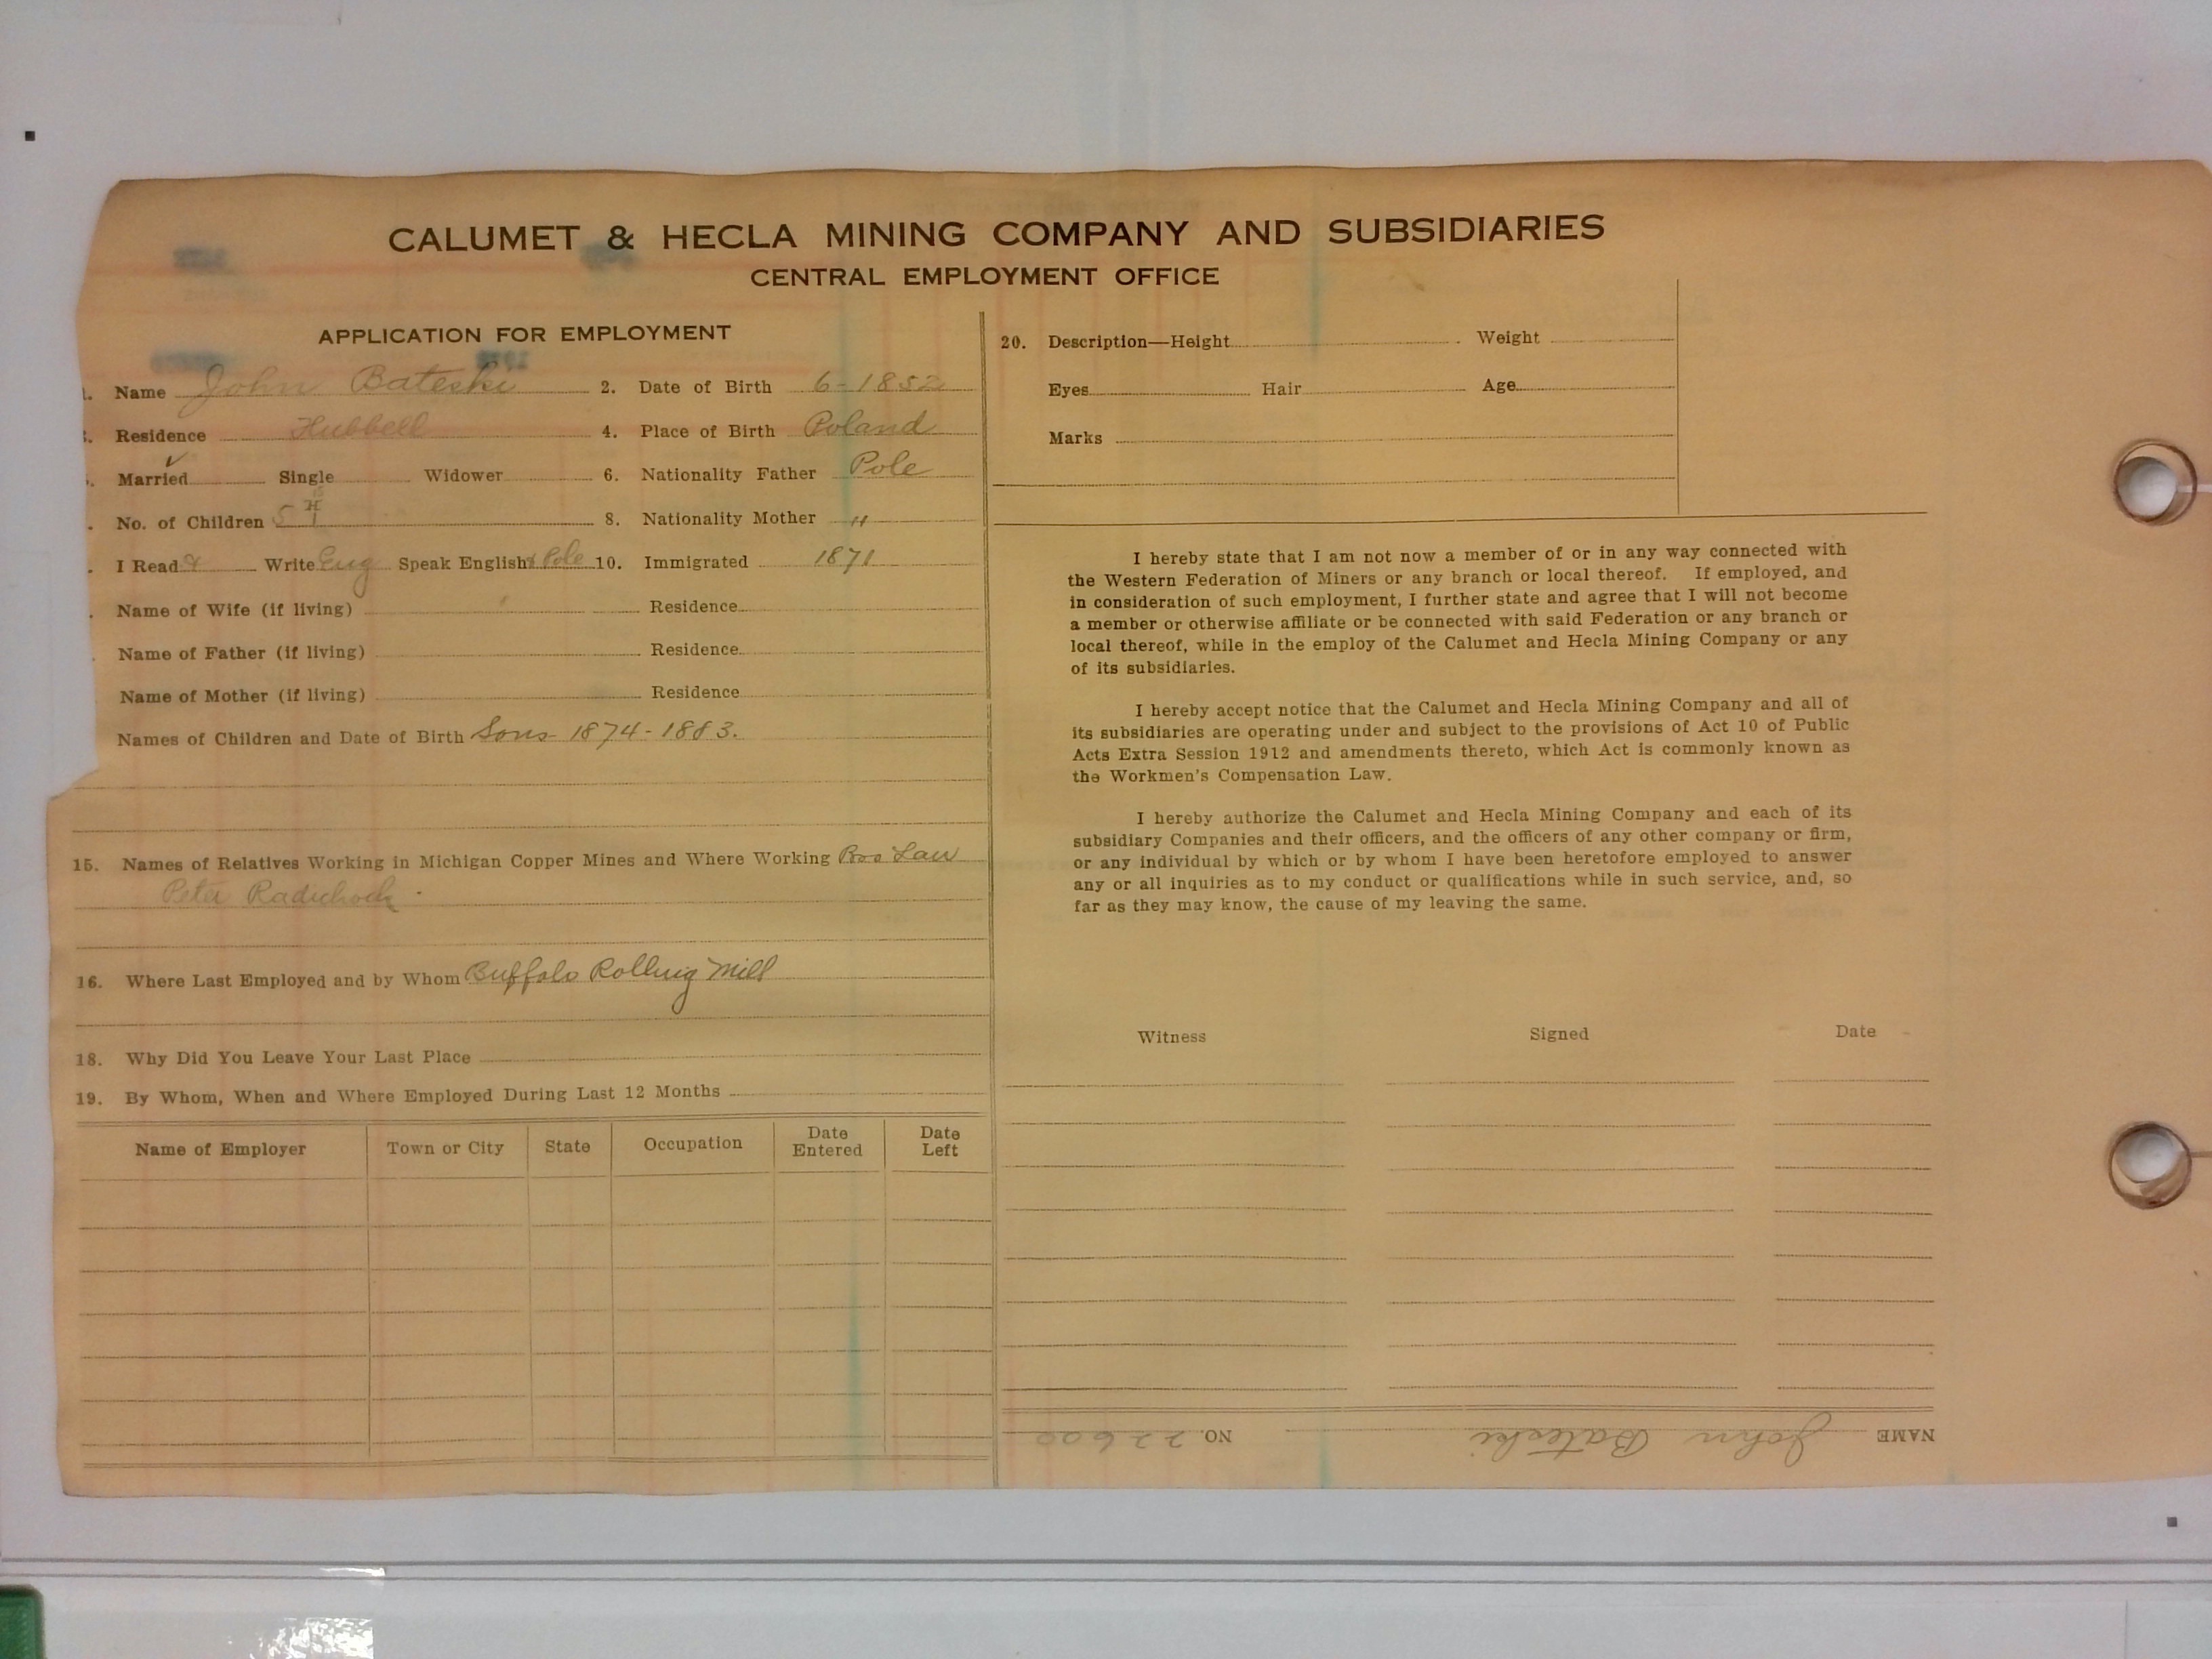 CALUMET & HECLA MINING COMPANY AND SUBSIDIARIES
CENTRAL EMPLOYMENT OFFICE
APPLICATION FOR EMPLOYMENT
Name John Bateski 2. Date of Birth 6-1852
Residence Hubbell 4. Place of Birth Poland
Married ✓ Single Widower 6. Nationality Father Pole
No. of Children 5 8. Nationality Mother "
I Read & Write Eng Speak English & Pole 10. Immigrated 1871
Name of Wife (if living) Residence
Name of Father (if living) Residence
Name of Mother (if living) Residence
Names of Children and Date of Birth Sons 1874-1883.
15. Names of Relatives Working in Michigan Copper Mines and Where Working Bro Law
Peter
16. Where Last Employed and by Whom Buffalo Rolling Mill
18. Why Did You Leave Your Last Place
19. By Whom, When and Where Employed During Last 12 Months
Name of Employer Town or City State Occupation Date Entered Date Left
20. Description—Height Weight
Eyes Hair Age
Marks
I hereby state that I am not now a member of or in any way connected with
the Western Federation of Miners or any branch or local thereof. If employed, and
in consideration of such employment, I further state and agree that I will not become
a member or otherwise affiliate or be connected with said Federation or any branch or
local thereof, while in the employ of the Calumet and Hecla Mining Company or any
of its subsidiaries.
I hereby accept notice that the Calumet and Hecla Mining Company and all of
its subsidiaries are operating under and subject to the provisions of Act 10 of Public
Acts Extra Session 1912 and amendments thereto, which Act is commonly known as
the Workmen's Compensation Law.
I hereby authorize the Calumet and Hecla Mining Company and each of its
subsidiary Companies and their officers, and the officers of any other company or firm,
or any individual by which or by whom I have been heretofore employed to answer
any or all inquiries as to my conduct or qualifications while in such service, and, so
far as they may know, the cause of my leaving the same.
Witness Signed Date
NAME John Bateski NO. 22600